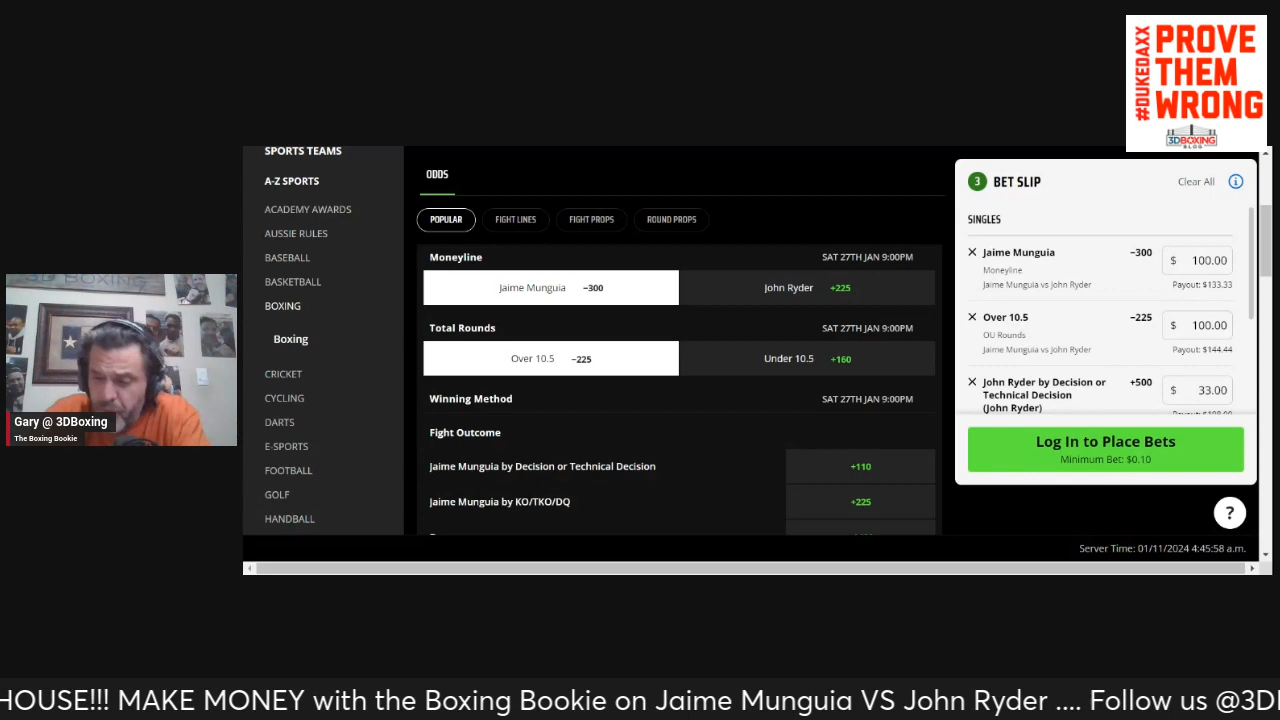 #DUKEDAXX
PROVE
THEM
WRONG
3DBOXING
BLOG
SPORTS TEAMS
A-Z SPORTS
ACADEMY AWARDS
AUSSIE RULES
BASEBALL
BASKETBALL
BOXING
Boxing
CRICKET
CYCLING
DARTS
E-SPORTS
FOOTBALL
GOLF
HANDBALL
ODDS
POPULAR FIGHT LINES FIGHT PROPS ROUND PROPS
Moneyline SAT 27TH JAN 9:00PM
Jaime Munguia −300 John Ryder +225
Total Rounds SAT 27TH JAN 9:00PM
Over 10.5 −225 Under 10.5 +160
Winning Method SAT 27TH JAN 9:00PM
Fight Outcome
Jaime Munguia by Decision or Technical Decision +110
Jaime Munguia by KO/TKO/DQ +225
3 BET SLIP Clear All i
SINGLES
× Jaime Munguia −300 $ 100.00
Moneyline
Jaime Munguia vs John Ryder Payout: $133.33
× Over 10.5 −225 $ 100.00
OU Rounds
Jaime Munguia vs John Ryder Payout: $144.44
× John Ryder by Decision or +500 $ 33.00
Technical Decision
(John Ryder)
Log In to Place Bets
Minimum Bet: $0.10
?
Server Time: 01/11/2024 4:45:58 a.m.
Gary @ 3DBoxing
The Boxing Bookie
HOUSE!!! MAKE MONEY with the Boxing Bookie on Jaime Munguia VS John Ryder .... Follow us @3D